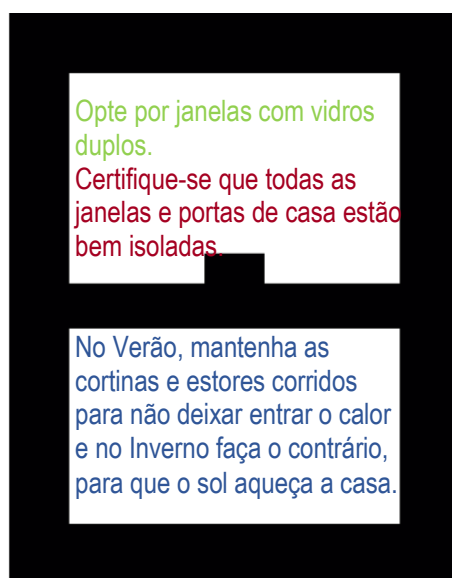 Opte por janelas com vidros
duplos.
Certifique-se que todas as
janelas e portas de casa estão
bem isoladas.
No Verão, mantenha as
cortinas e estores corridos
para não deixar entrar o calor
e no Inverno faça o contrário,
para que o sol aqueça a casa.